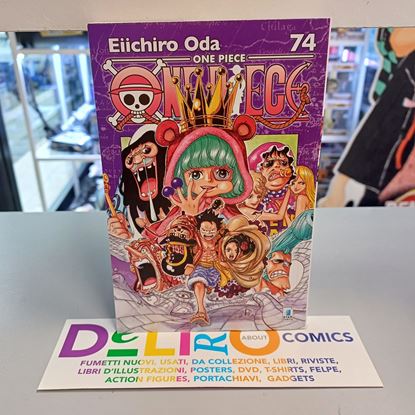 Eiichiro Oda 74
ONE PIECE
ONE PIECE
DELIRO ABOUT COMICS
FUMETTI NUOVI, USATI, DA COLLEZIONE, LIBRI, RIVISTE,
LIBRI D'ILLUSTRAZIONI, POSTERS, DVD, T-SHIRTS, FELPE,
ACTION FIGURES, PORTACHIAVI, GADGETS